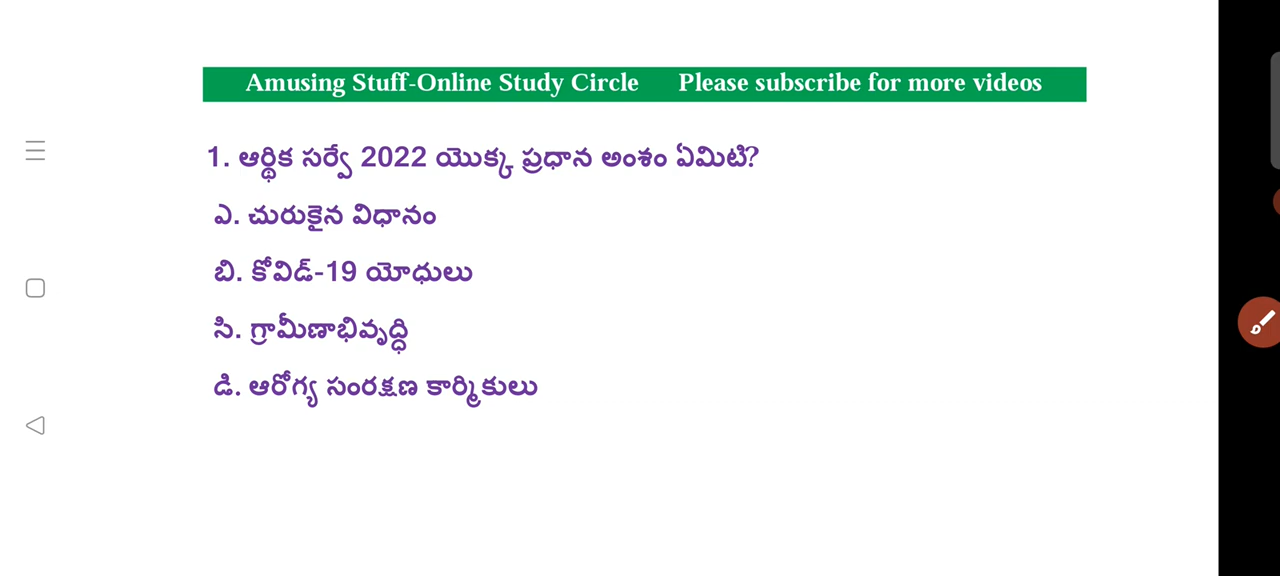 Amusing Stuff-Online Study Circle Please subscribe for more videos
1. ఆర్థిక సర్వే 2022 యొక్క ప్రధాన అంశం ఏమిటి?
ఎ. చురుకైన విధానం
బి. కోవిడ్-19 యోధులు
సి. గ్రామీణాభివృద్ధి
డి. ఆరోగ్య సంరక్షణ కార్మికులు